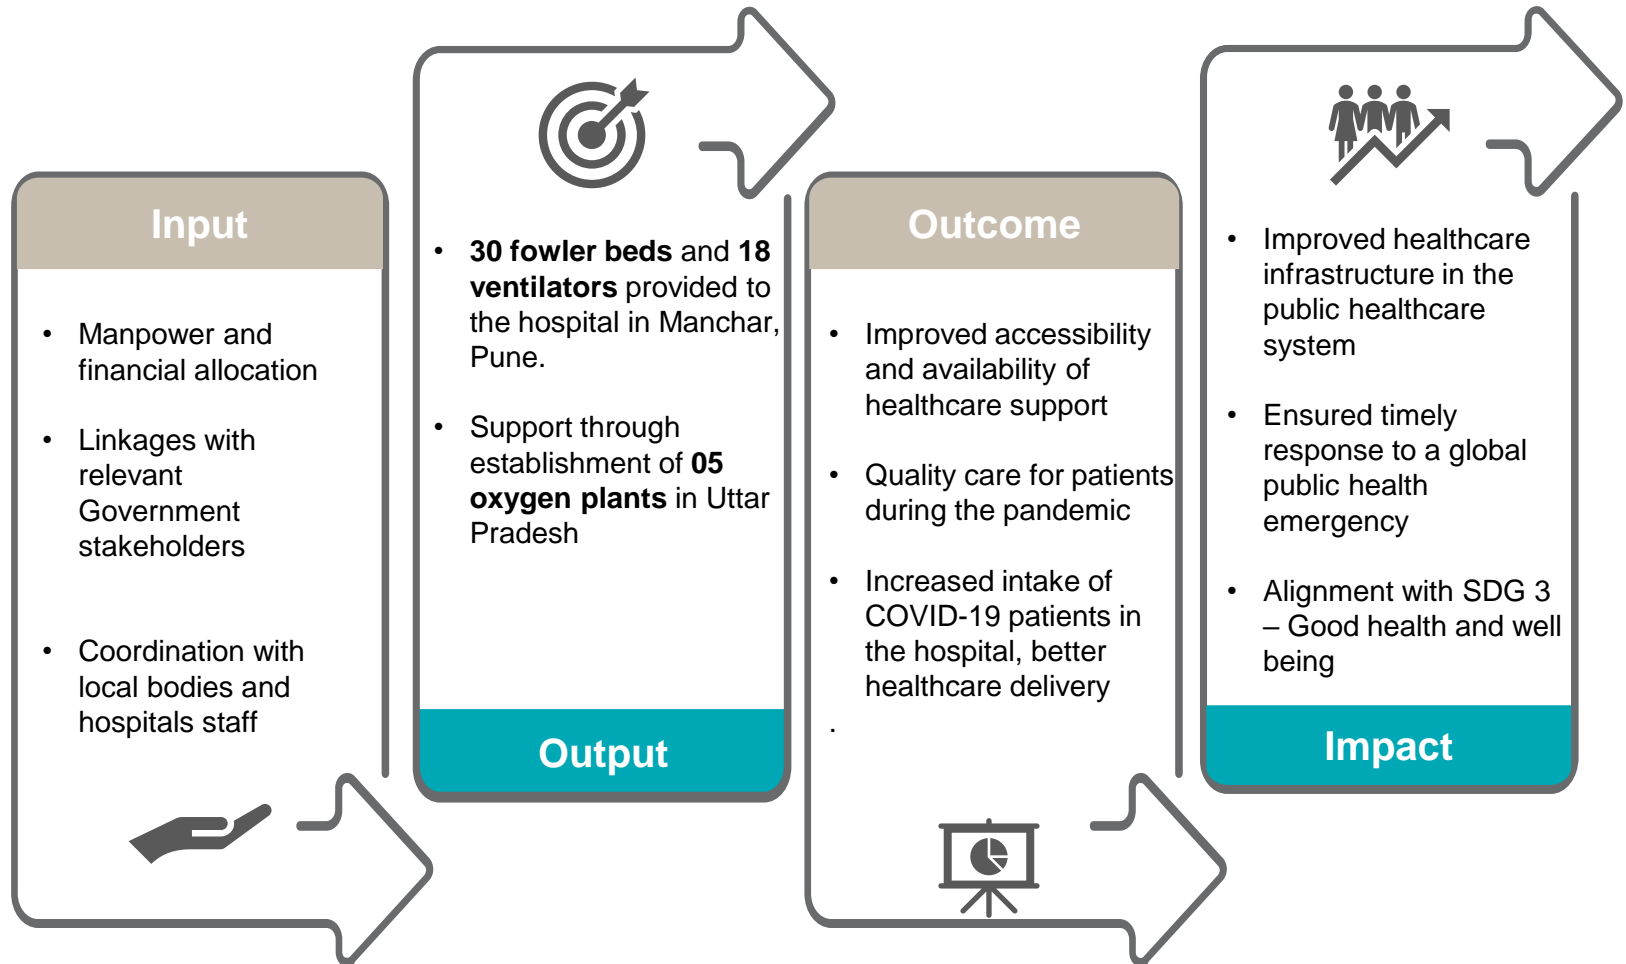 Input
• Manpower and
financial allocation
• Linkages with
relevant
Government
stakeholders
• Coordination with
local bodies and
hospitals staff
• 30 fowler beds and 18
ventilators provided to
the hospital in Manchar,
Pune.
• Support through
establishment of 05
oxygen plants in Uttar
Pradesh
Output
Outcome
• Improved accessibility
and availability of
healthcare support
• Quality care for patients
during the pandemic
• Increased intake of
COVID-19 patients in
the hospital, better
healthcare delivery
.
• Improved healthcare
infrastructure in the
public healthcare
system
• Ensured timely
response to a global
public health
emergency
• Alignment with SDG 3
– Good health and well
being
Impact